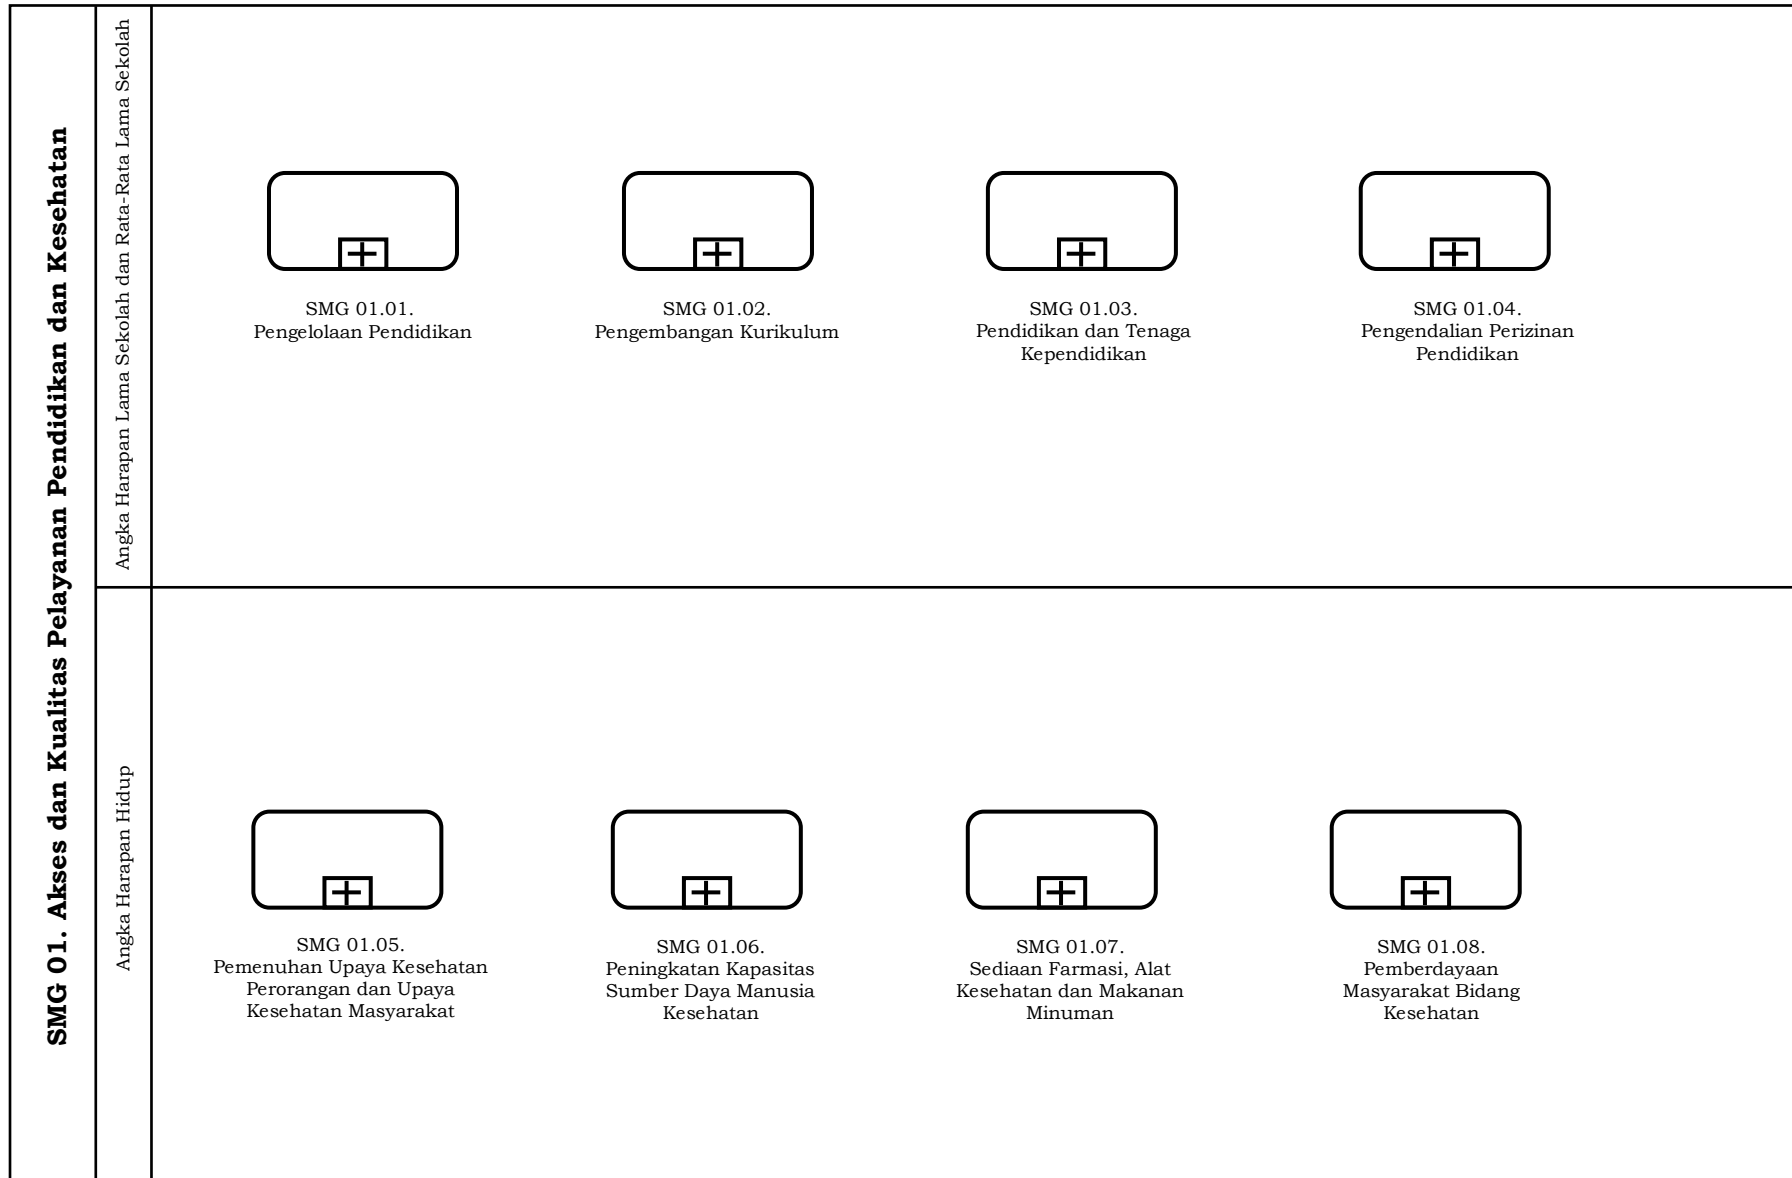 SMG 01. Akses dan Kualitas Pelayanan Pendidikan dan Kesehatan
Angka Harapan Lama Sekolah dan Rata-Rata Lama Sekolah
SMG 01.01.
Pengelolaan Pendidikan
SMG 01.02.
Pengembangan Kurikulum
SMG 01.03.
Pendidikan dan Tenaga
Kependidikan
SMG 01.04.
Pengendalian Perizinan
Pendidikan
Angka Harapan Hidup
SMG 01.05.
Pemenuhan Upaya Kesehatan
Perorangan dan Upaya
Kesehatan Masyarakat
SMG 01.06.
Peningkatan Kapasitas
Sumber Daya Manusia
Kesehatan
SMG 01.07.
Sediaan Farmasi, Alat
Kesehatan dan Makanan
Minuman
SMG 01.08.
Pemberdayaan
Masyarakat Bidang
Kesehatan